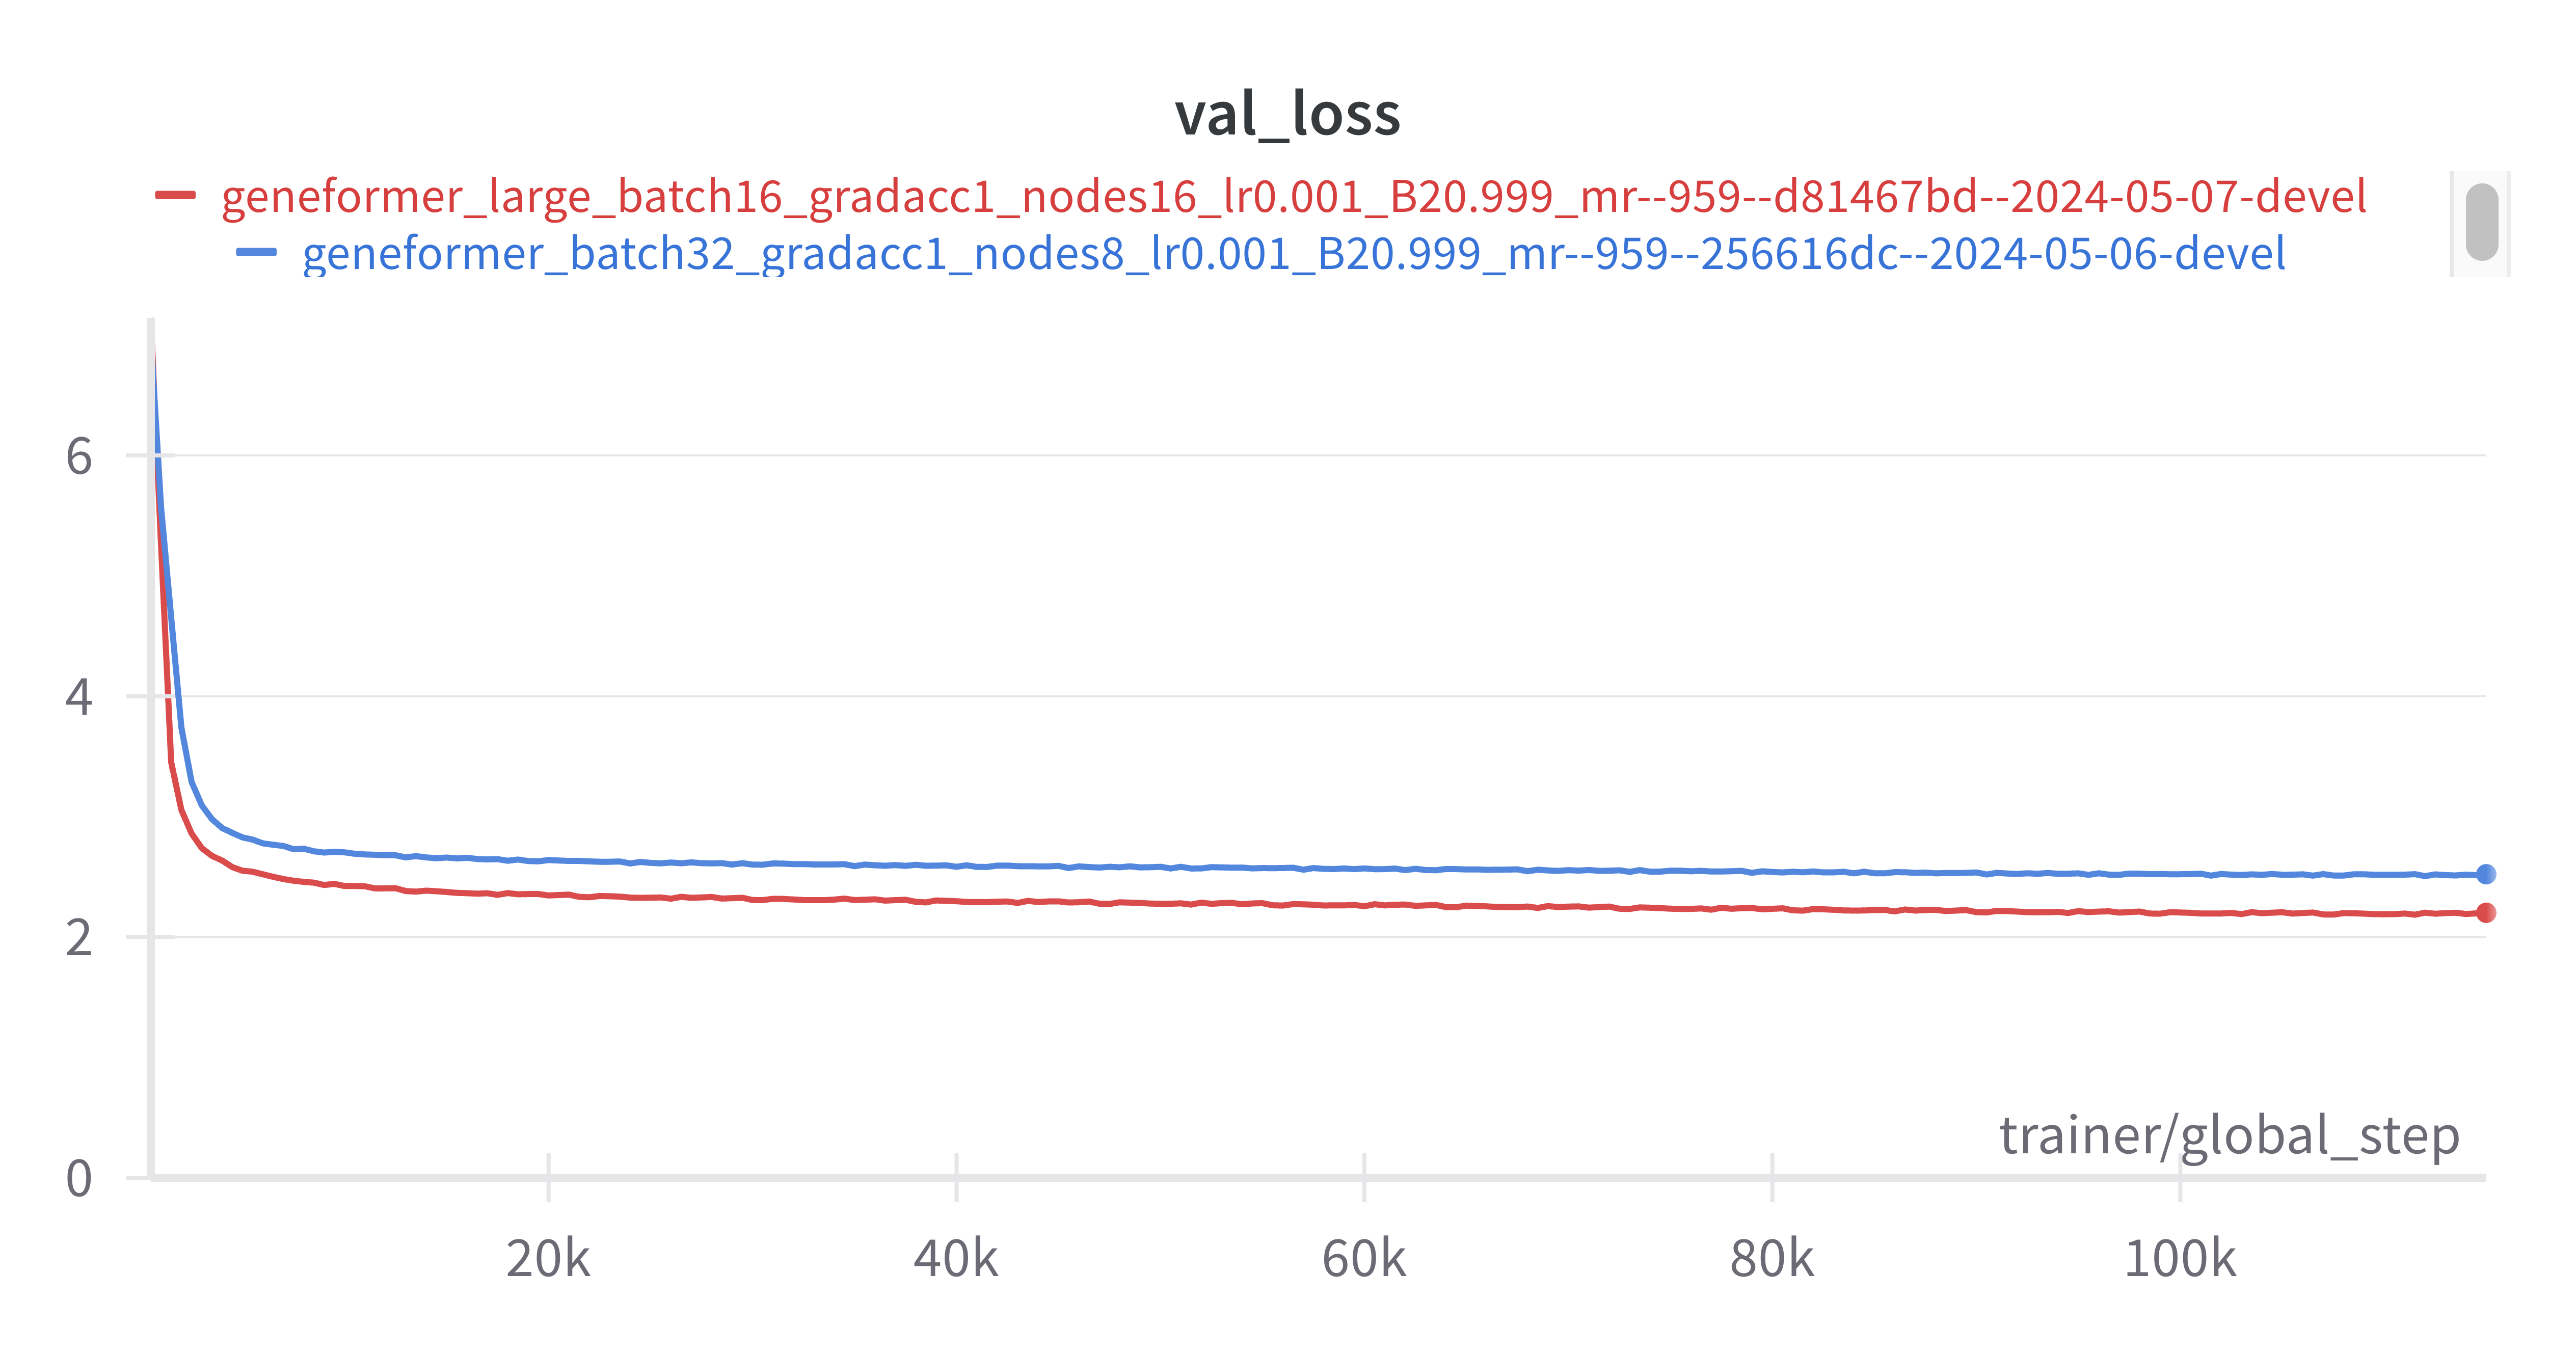 val_loss
geneformer_large_batch16_gradacc1_nodes16_lr0.001_B20.999_mr--959--d81467bd--2024-05-07-devel
geneformer_batch32_gradacc1_nodes8_lr0.001_B20.999_mr--959--256616dc--2024-05-06-devel
6
4
2
0
trainer/global_step
20k 40k 60k 80k 100k